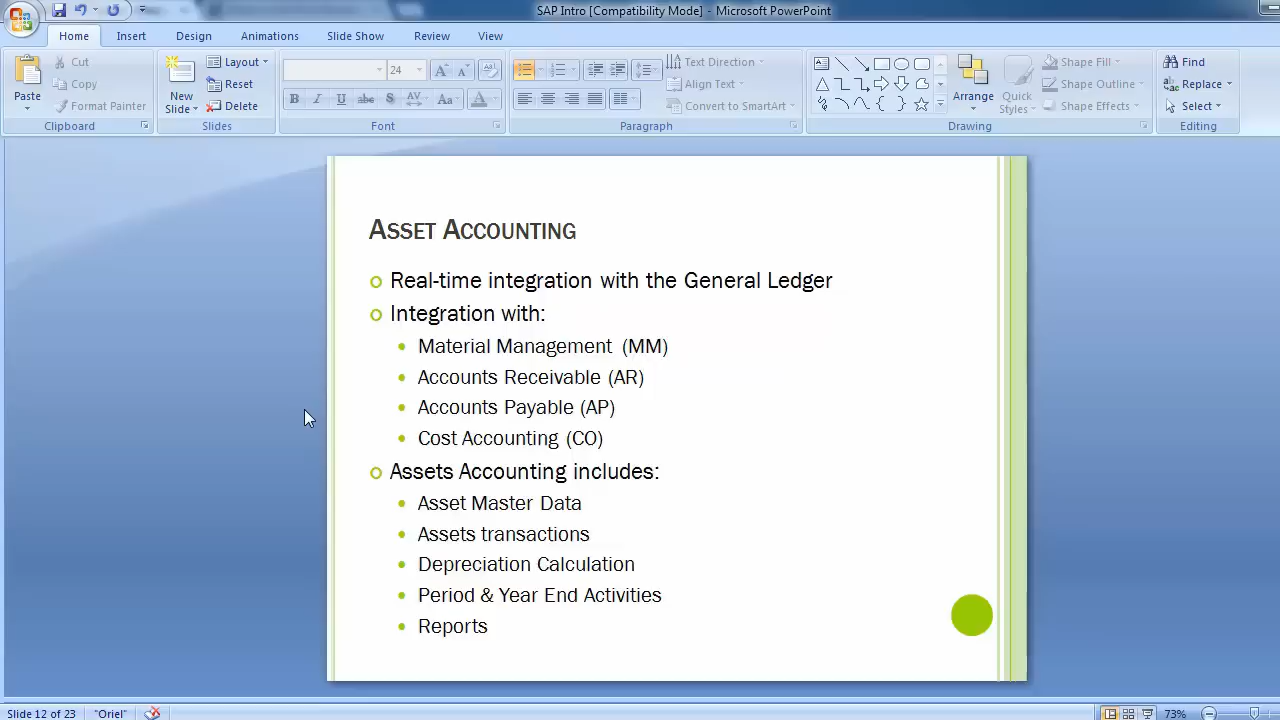 SAP Intro [Compatibility Mode] - Microsoft PowerPoint
Home Insert Design Animations Slide Show Review View
Paste
Cut
Copy
Format Painter
Clipboard
New Slide
Layout
Reset
Delete
Slides
24
B I U abc S AV Aa A
Font
Text Direction
Align Text
Convert to SmartArt
Paragraph
Arrange
Quick Styles
Shape Fill
Shape Outline
Shape Effects
Drawing
Find
Replace
Select
Editing
ASSET ACCOUNTING
Real-time integration with the General Ledger
Integration with:
Material Management (MM)
Accounts Receivable (AR)
Accounts Payable (AP)
Cost Accounting (CO)
Assets Accounting includes:
Asset Master Data
Assets transactions
Depreciation Calculation
Period & Year End Activities
Reports
Slide 12 of 23 "Oriel" 73%